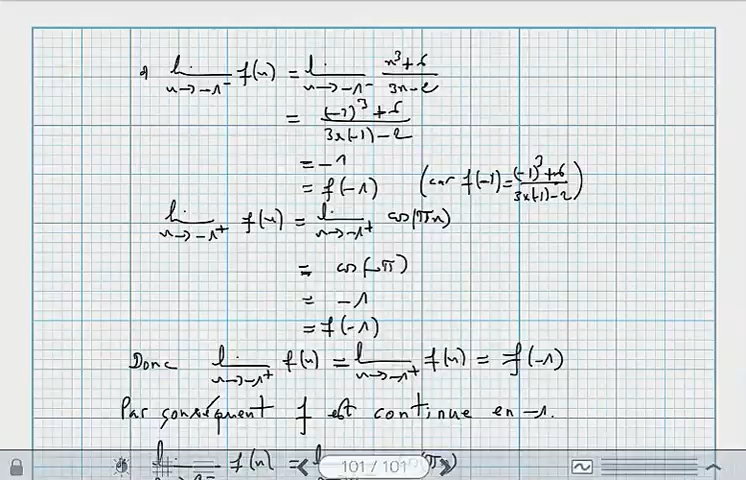 lim x→-1⁻ f(x) = lim x→-1⁻ (x³+6)/(3x-2)
= ((-1)³+6)/(3×(-1)-2)
= -1
= f(-1) (car f(-1) = ((-1)³+6)/(3×(-1)-2))
lim x→-1⁺ f(x) = lim x→-1⁺ cos(πx)
= cos(-π)
= -1
= f(-1)
Donc lim x→-1⁺ f(x) = lim x→-1⁺ f(x) = f(-1)
Par conséquent f est continue en -1.
lim f(x) = πx)
101 / 101